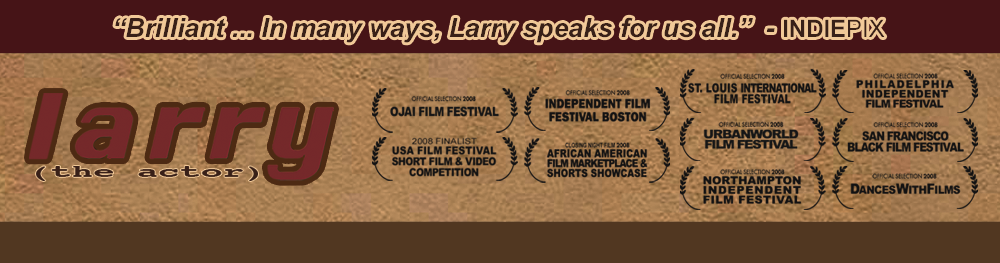 “Brilliant ... In many ways, Larry speaks for us all.” - INDIEPIX
larry
(the actor)
OFFICIAL SELECTION 2008
OJAI FILM FESTIVAL
2008 FINALIST
USA FILM FESTIVAL
SHORT FILM & VIDEO
COMPETITION
OFFICIAL SELECTION 2008
INDEPENDENT FILM
FESTIVAL BOSTON
CLOSING NIGHT FILM 2008
AFRICAN AMERICAN
FILM MARKETPLACE &
SHORTS SHOWCASE
OFFICIAL SELECTION 2008
ST. LOUIS INTERNATIONAL
FILM FESTIVAL
OFFICIAL SELECTION 2008
URBANWORLD
FILM FESTIVAL
OFFICIAL SELECTION 2008
NORTHAMPTON
INDEPENDENT
FILM FESTIVAL
OFFICIAL SELECTION 2008
PHILADELPHIA
INDEPENDENT
FILM FESTIVAL
OFFICIAL SELECTION 2008
SAN FRANCISCO
BLACK FILM FESTIVAL
OFFICIAL SELECTION 2008
DANCESWITHFILMS